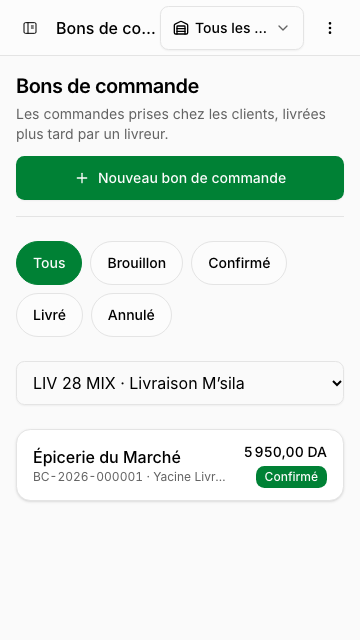 Bons de co...
Tous les ...
Bons de commande
Les commandes prises chez les clients, livrées
plus tard par un livreur.
Nouveau bon de commande
Tous
Brouillon
Confirmé
Livré
Annulé
LIV 28 MIX · Livraison M’sila
Épicerie du Marché
5 950,00 DA
BC-2026-000001 · Yacine Livr...
Confirmé